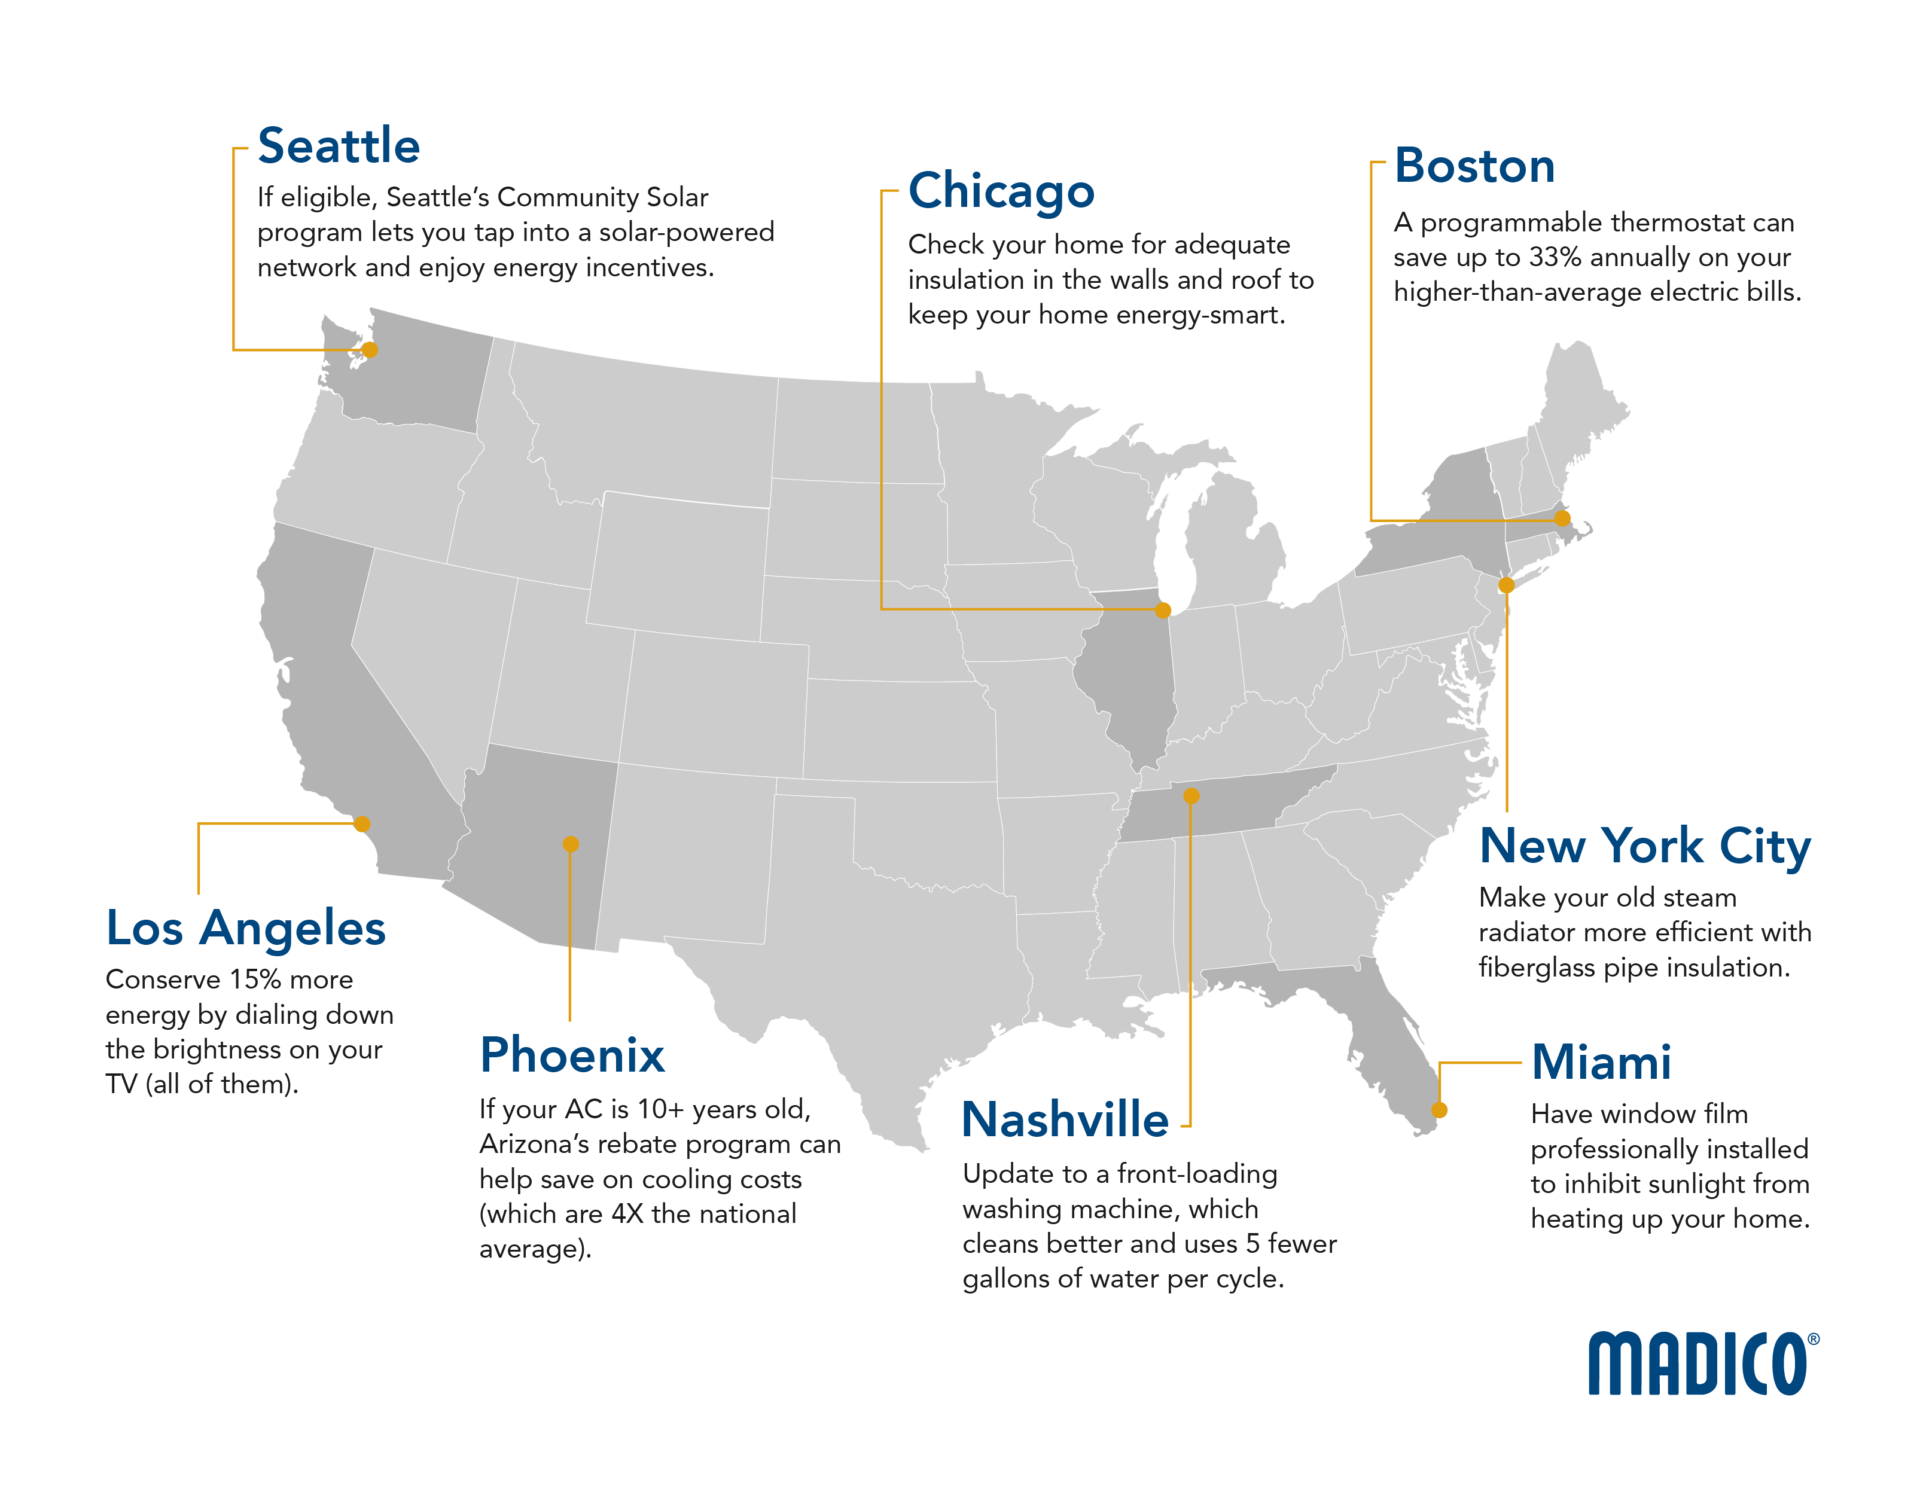 Seattle
If eligible, Seattle’s Community Solar
program lets you tap into a solar-powered
network and enjoy energy incentives.
Chicago
Check your home for adequate
insulation in the walls and roof to
keep your home energy-smart.
Boston
A programmable thermostat can
save up to 33% annually on your
higher-than-average electric bills.
Los Angeles
Conserve 15% more
energy by dialing down
the brightness on your
TV (all of them).
Phoenix
If your AC is 10+ years old,
Arizona’s rebate program can
help save on cooling costs
(which are 4X the national
average).
Nashville
Update to a front-loading
washing machine, which
cleans better and uses 5 fewer
gallons of water per cycle.
New York City
Make your old steam
radiator more efficient with
fiberglass pipe insulation.
Miami
Have window film
professionally installed
to inhibit sunlight from
heating up your home.
MADICO®